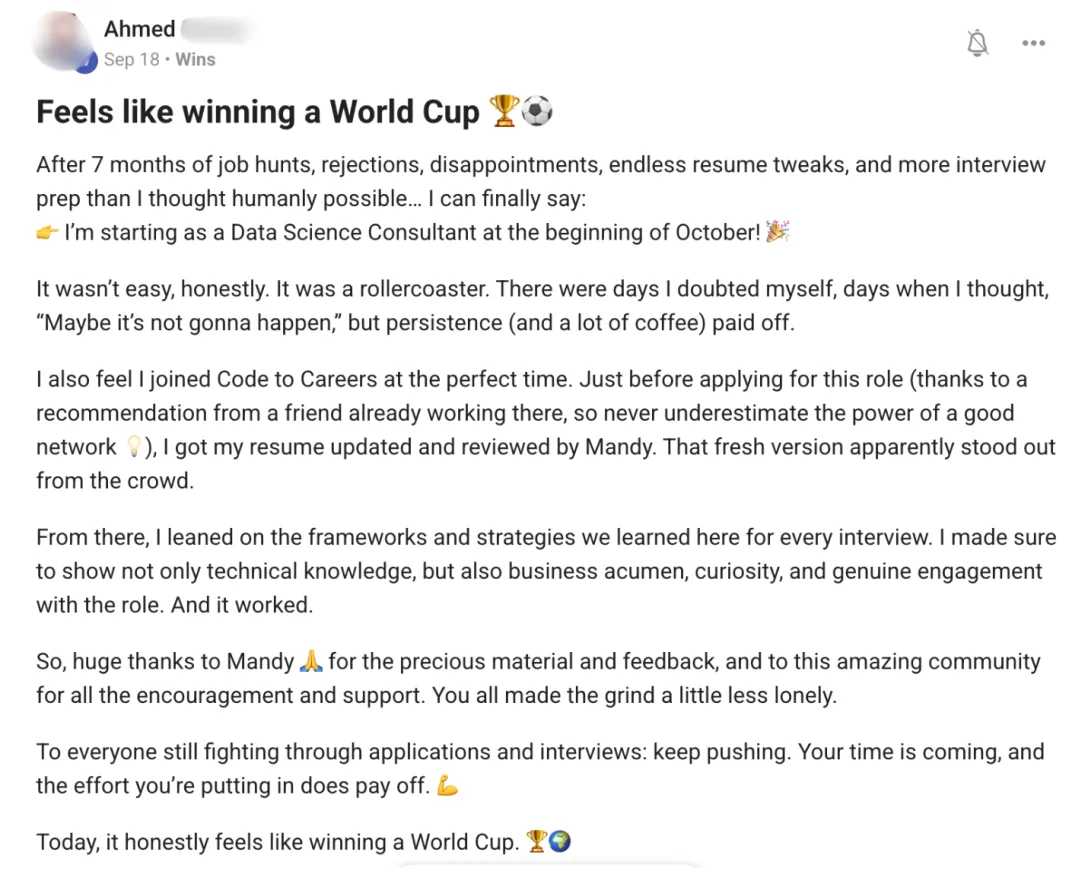 Ahmed
Sep 18 • Wins
Feels like winning a World Cup 🏆⚽
After 7 months of job hunts, rejections, disappointments, endless resume tweaks, and more interview
prep than I thought humanly possible… I can finally say:
👉 I’m starting as a Data Science Consultant at the beginning of October! 🎉
It wasn’t easy, honestly. It was a rollercoaster. There were days I doubted myself, days when I thought,
“Maybe it’s not gonna happen,” but persistence (and a lot of coffee) paid off.
I also feel I joined Code to Careers at the perfect time. Just before applying for this role (thanks to a
recommendation from a friend already working there, so never underestimate the power of a good
network 💡), I got my resume updated and reviewed by Mandy. That fresh version apparently stood out
from the crowd.
From there, I leaned on the frameworks and strategies we learned here for every interview. I made sure
to show not only technical knowledge, but also business acumen, curiosity, and genuine engagement
with the role. And it worked.
So, huge thanks to Mandy 🙏 for the precious material and feedback, and to this amazing community
for all the encouragement and support. You all made the grind a little less lonely.
To everyone still fighting through applications and interviews: keep pushing. Your time is coming, and
the effort you’re putting in does pay off. 💪
Today, it honestly feels like winning a World Cup. 🏆🌍